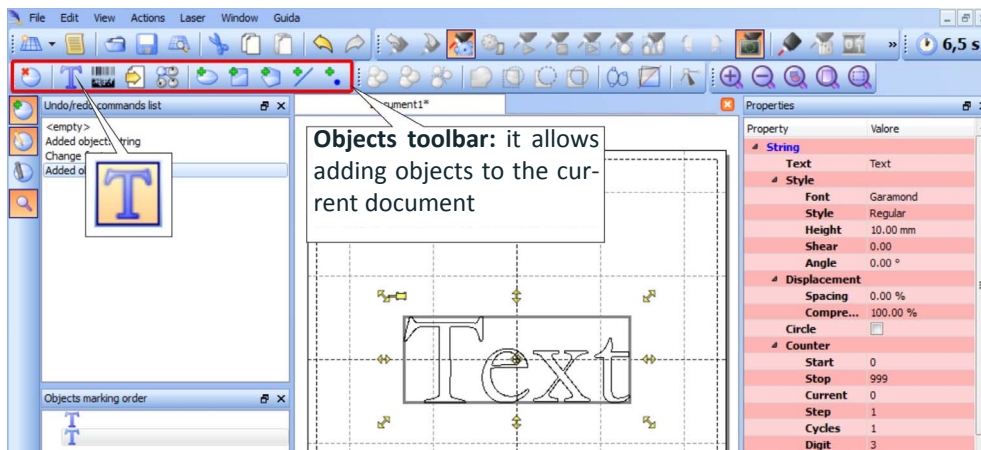 File Edit View Actions Laser Window Guida
» 6,5 s
Undo/redo commands list
<empty>
Added object: String
Change
Added
Objects toolbar: it allows
adding objects to the cur-
rent document
Text
Objects marking order
Properties
Property Valore
String
Text Text
Style
Font Garamond
Style Regular
Height 10.00 mm
Shear 0.00
Angle 0.00 °
Displacement
Spacing 0.00 %
Compre... 100.00 %
Circle
Counter
Start 0
Stop 999
Current 0
Step 1
Cycles 1
Digit 3